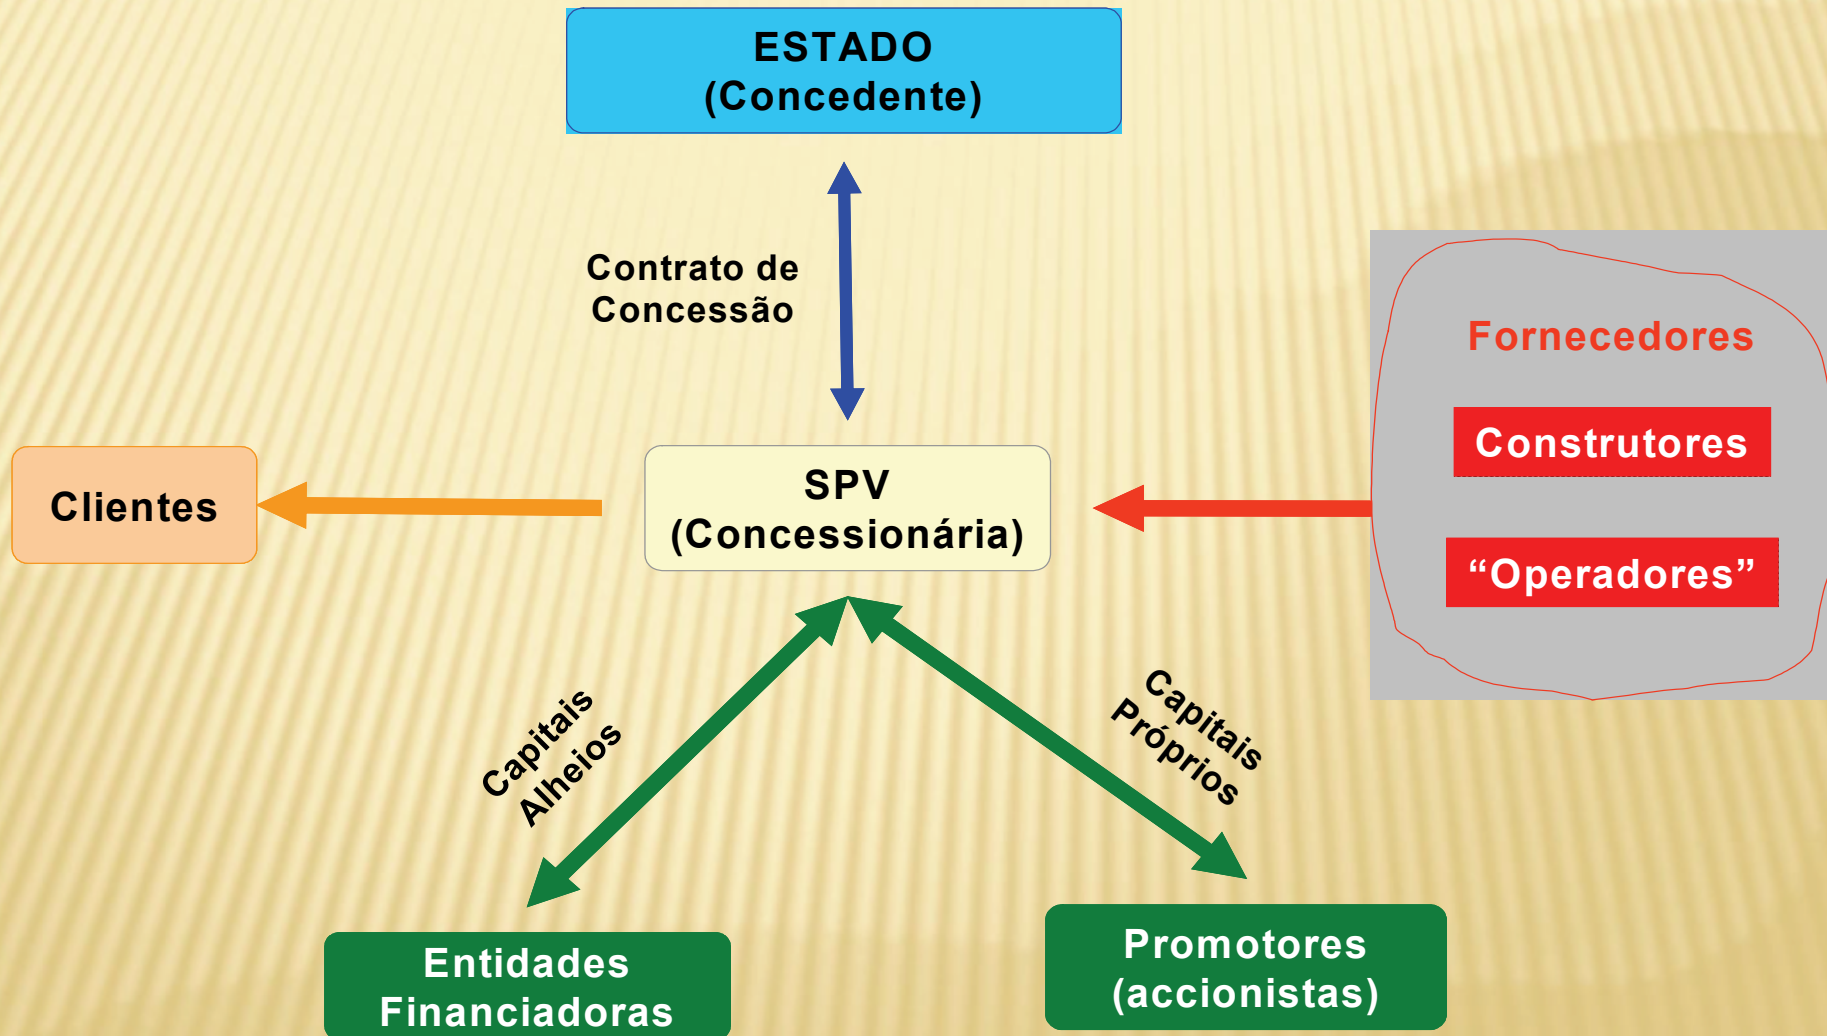 ESTADO
(Concedente)
Contrato de
Concessão
Fornecedores
Construtores
“Operadores”
Clientes
SPV
(Concessionária)
Capitais
Alheios
Capitais
Próprios
Entidades
Financiadoras
Promotores
(accionistas)